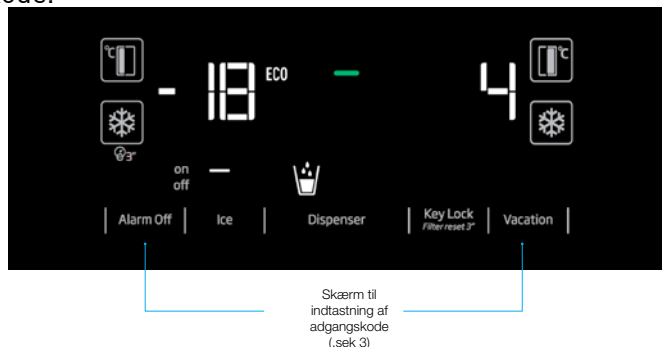 °C °C
-18 ECO 4
3"
on
off
Alarm Off Ice Dispenser Key Lock Vacation
Filter reset 3"
Skærm til
indtastning af
adgangskode
(.sek 3)